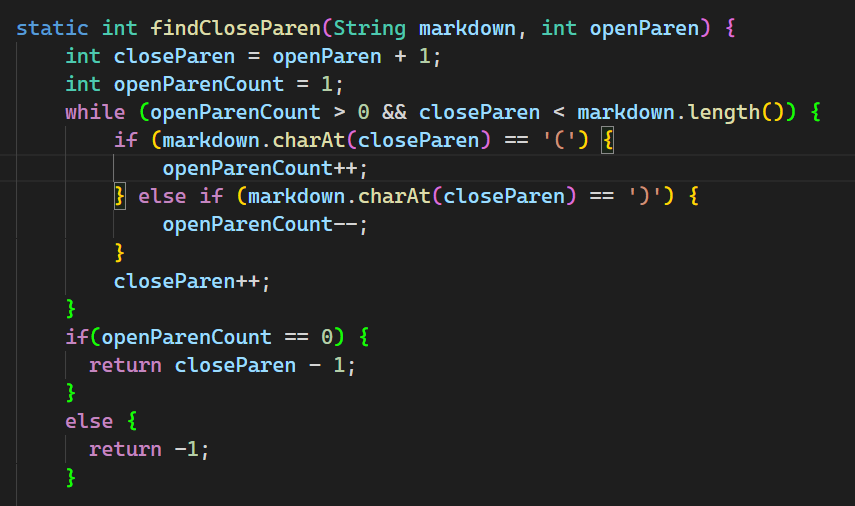 static int findCloseParen(String markdown, int openParen) {
    int closeParen = openParen + 1;
    int openParenCount = 1;
    while (openParenCount > 0 && closeParen < markdown.length()) {
        if (markdown.charAt(closeParen) == '(') {
            openParenCount++;
        } else if (markdown.charAt(closeParen) == ')') {
            openParenCount--;
        }
        closeParen++;
    }
    if(openParenCount == 0) {
      return closeParen - 1;
    }
    else {
      return -1;
    }